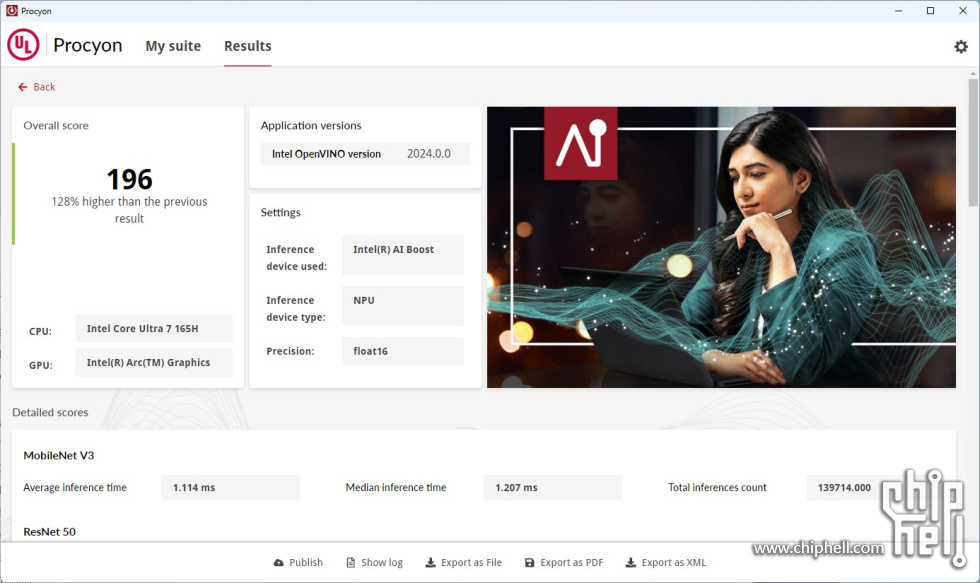 Procyon
UL Procyon My suite Results
Back
Overall score
196
128% higher than the previous
result
CPU: Intel Core Ultra 7 165H
GPU: Intel(R) Arc(TM) Graphics
Application versions
Intel OpenVINO version 2024.0.0
Settings
Inference
device used:
Intel(R) AI Boost
Inference
device type:
NPU
Precision: float16
AI
Detailed scores
MobileNet V3
Average inference time 1.114 ms Median inference time 1.207 ms Total inferences count 139714.000
ResNet 50
Publish Show log Export as File Export as PDF Export as XML
www.chiphell.com
chip
hell